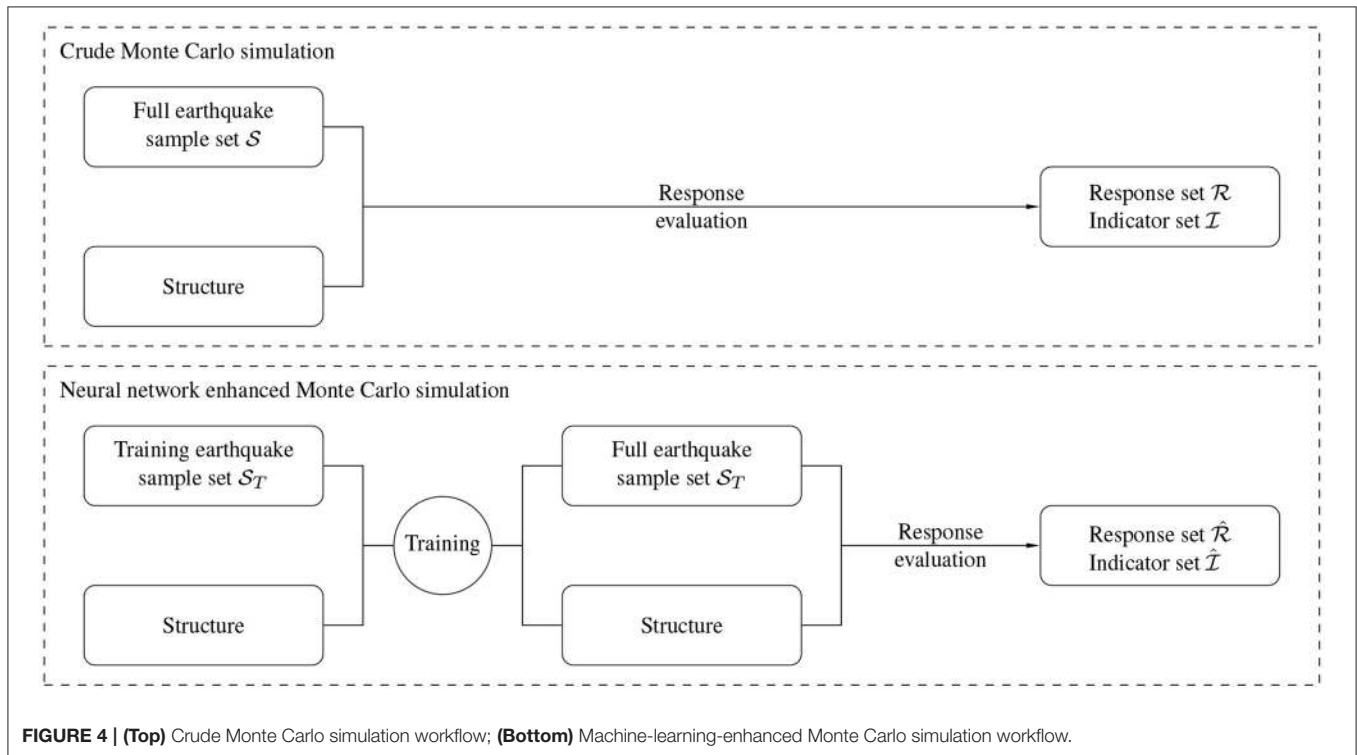 Crude Monte Carlo simulation
Full earthquake
sample set 𝒮
Structure
Response
evaluation
Response set ℛ
Indicator set ℐ
Neural network enhanced Monte Carlo simulation
Training earthquake
sample set 𝒮_T
Structure
Training
Full earthquake
sample set 𝒮_T
Structure
Response
evaluation
Response set ℛ̂
Indicator set ℐ̂
FIGURE 4 | (Top) Crude Monte Carlo simulation workflow; (Bottom) Machine-learning-enhanced Monte Carlo simulation workflow.